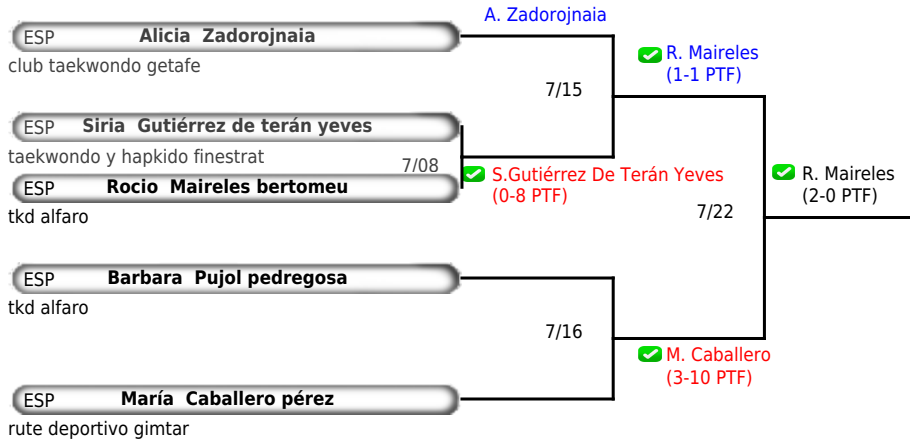 A. Zadorojnaia
ESP Alicia Zadorojnaia
club taekwondo getafe
R. Maireles
(1-1 PTF)
7/15
ESP Siria Gutiérrez de terán yeves
taekwondo y hapkido finestrat
7/08
S.Gutiérrez De Terán Yeves
(0-8 PTF)
ESP Rocio Maireles bertomeu
tkd alfaro
R. Maireles
(2-0 PTF)
7/22
ESP Barbara Pujol pedregosa
tkd alfaro
7/16
M. Caballero
(3-10 PTF)
ESP María Caballero pérez
rute deportivo gimtar